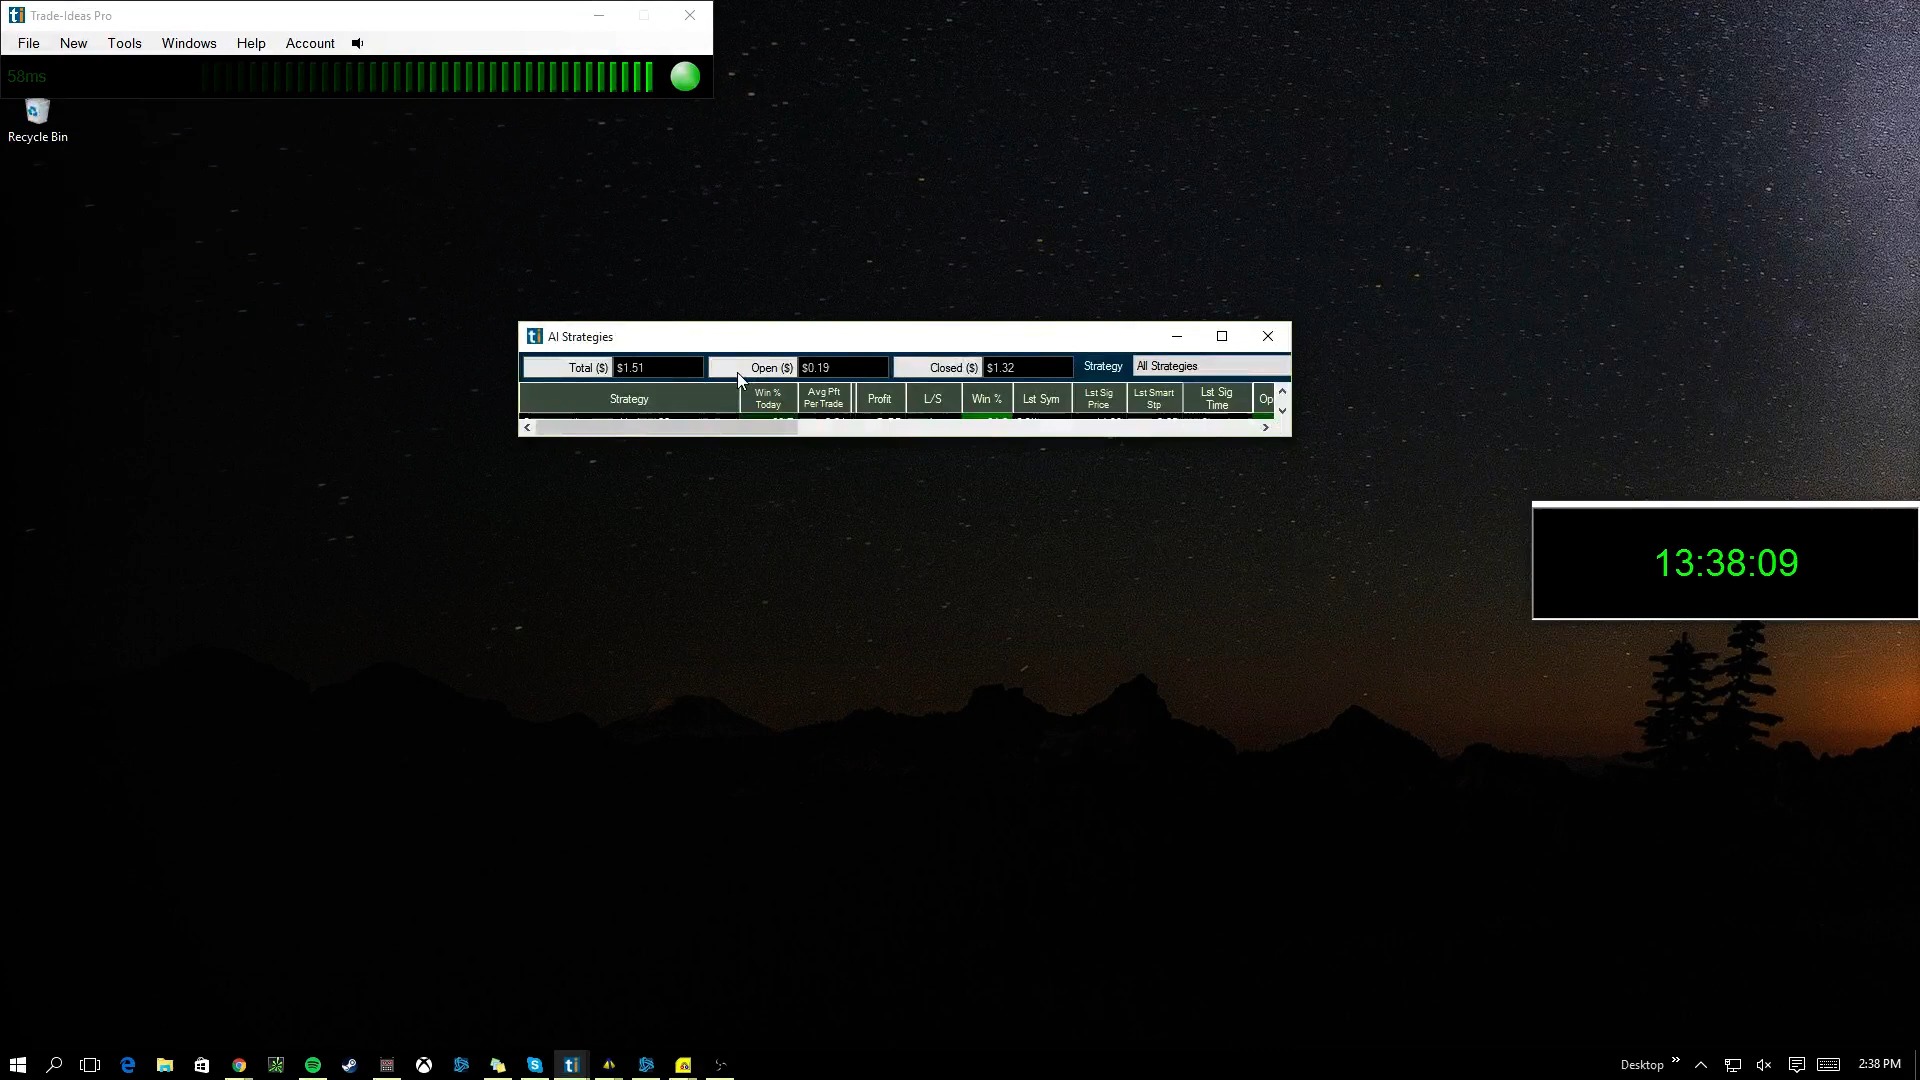 Trade-Ideas Pro
File New Tools Windows Help Account
58ms
Recycle Bin
AI Strategies
Total ($) $1.51 Open ($) $0.19 Closed ($) $1.32 Strategy All Strategies
Strategy Win % Today Avg Pft Per Trade Profit L/S Win % Lst Sym Lst Sig Price Lst Smart Stp Lst Sig Time Op
13:38:09
Desktop 2:38 PM